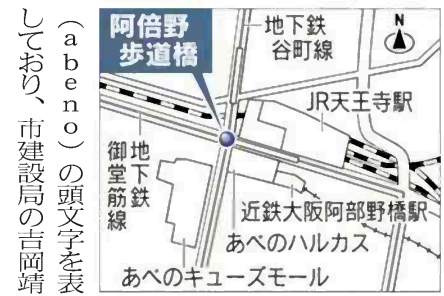 阿倍野
歩道橋
地下鉄
谷町線
N
JR天王寺駅
地下鉄
御堂筋線
近鉄大阪阿部野橋駅
あべのハルカス
あべのキューズモール
（abeno）の頭文字を表
しており、市建設局の吉岡靖